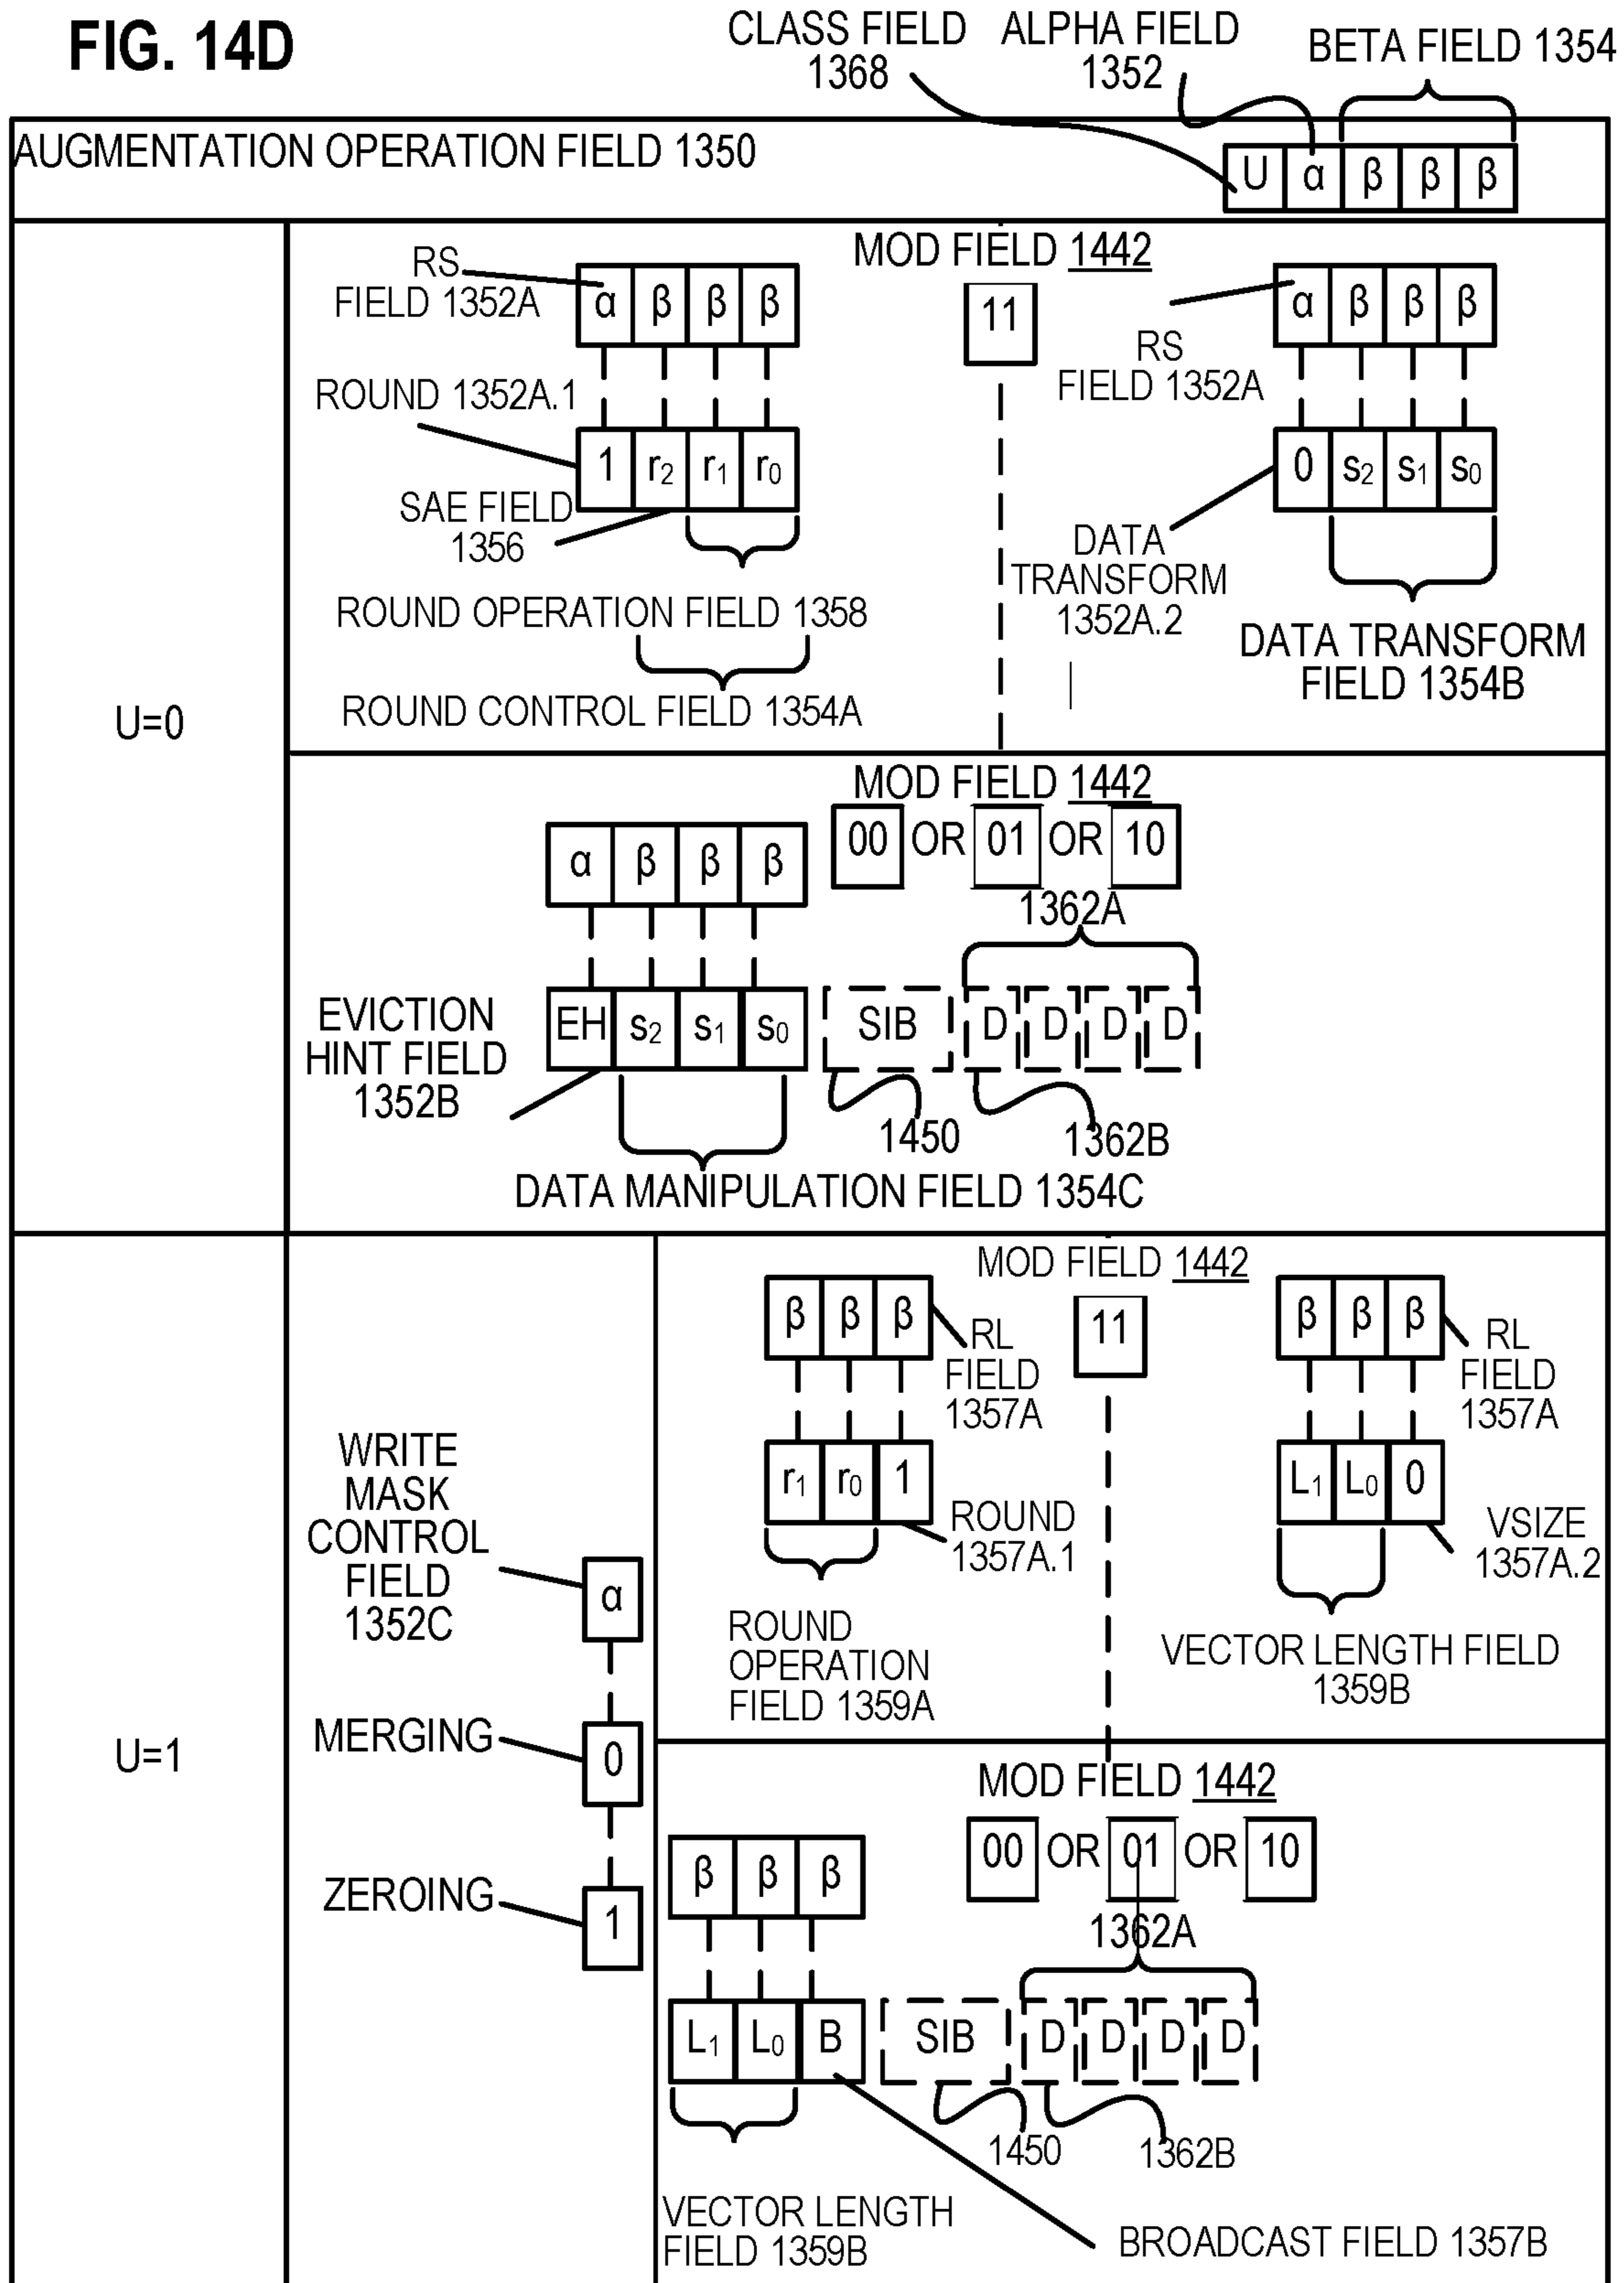 FIG. 14D
CLASS FIELD
1368
ALPHA FIELD
1352
BETA FIELD 1354
AUGMENTATION OPERATION FIELD 1350
U α β β β
U=0
MOD FIELD 1442
11
RS
FIELD 1352A
α β β β
ROUND 1352A.1
1 r2 r1 r0
SAE FIELD
1356
ROUND OPERATION FIELD 1358
ROUND CONTROL FIELD 1354A
α β β β
RS
FIELD 1352A
0 s2 s1 s0
DATA
TRANSFORM
1352A.2
DATA TRANSFORM
FIELD 1354B
MOD FIELD 1442
00 OR 01 OR 10
α β β β
1362A
EVICTION
HINT FIELD
1352B
EH s2 s1 s0 SIB D D D D
1450
1362B
DATA MANIPULATION FIELD 1354C
U=1
WRITE
MASK
CONTROL
FIELD
1352C
α
MERGING
0
ZEROING
1
MOD FIELD 1442
11
β β β
RL
FIELD
1357A
r1 r0 1
ROUND
1357A.1
ROUND
OPERATION
FIELD 1359A
β β β
RL
FIELD
1357A
L1 L0 0
VSIZE
1357A.2
VECTOR LENGTH FIELD
1359B
MOD FIELD 1442
00 OR 01 OR 10
β β β
1362A
L1 L0 B SIB D D D D
1450
1362B
VECTOR LENGTH
FIELD 1359B
BROADCAST FIELD 1357B